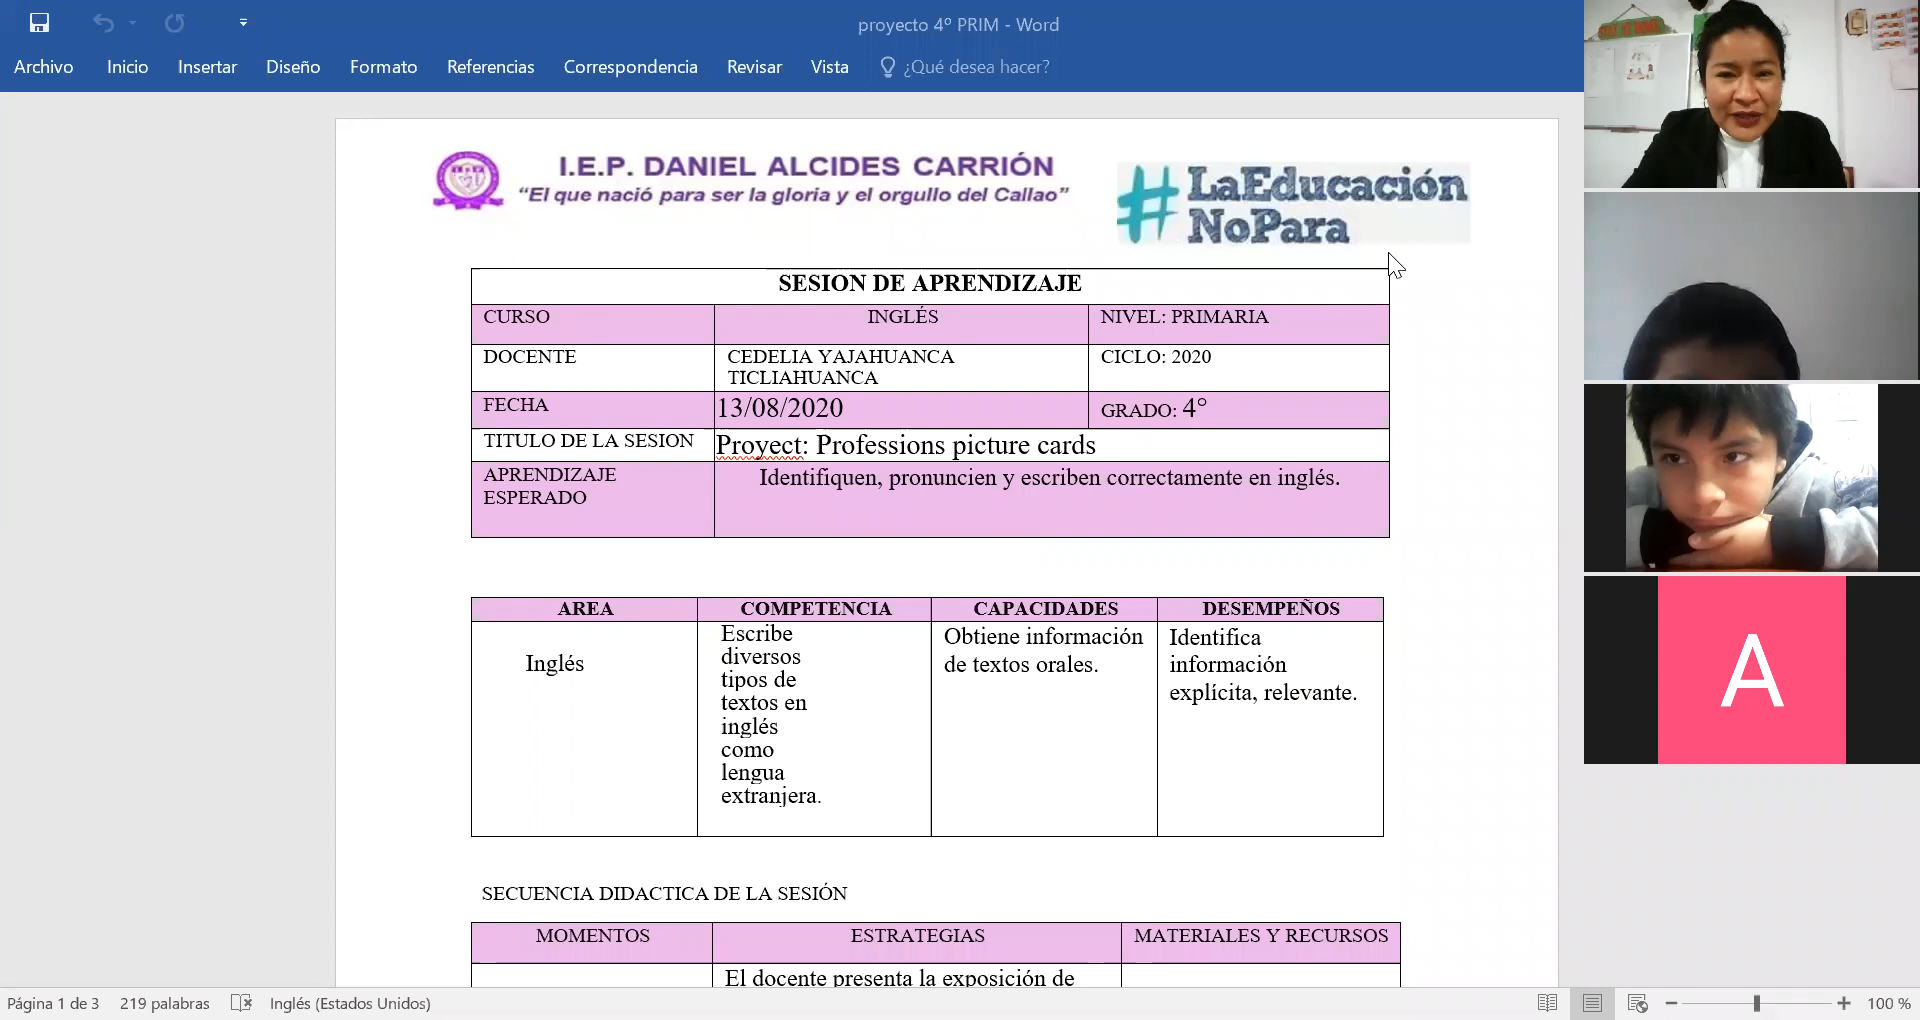 proyecto 4º PRIM - Word
Archivo Inicio Insertar Diseño Formato Referencias Correspondencia Revisar Vista ¿Qué desea hacer?
I.E.P. DANIEL ALCIDES CARRIÓN
“El que nació para ser la gloria y el orgullo del Callao”
#LaEducación
NoPara
SESION DE APRENDIZAJE
CURSO INGLÉS NIVEL: PRIMARIA
DOCENTE CEDELIA YAJAHUANCA CICLO: 2020
TICLIAHUANCA
FECHA 13/08/2020 GRADO: 4°
TITULO DE LA SESION Proyect: Professions picture cards
APRENDIZAJE Identifiquen, pronuncien y escriben correctamente en inglés.
ESPERADO
AREA COMPETENCIA CAPACIDADES DESEMPEÑOS
Inglés
Escribe
diversos
tipos de
textos en
inglés
como
lengua
extranjera.
Obtiene información
de textos orales.
Identifica
información
explícita, relevante.
SECUENCIA DIDACTICA DE LA SESIÓN
MOMENTOS ESTRATEGIAS MATERIALES Y RECURSOS
El docente presenta la exposición de
A
Página 1 de 3 219 palabras Inglés (Estados Unidos) 100 %